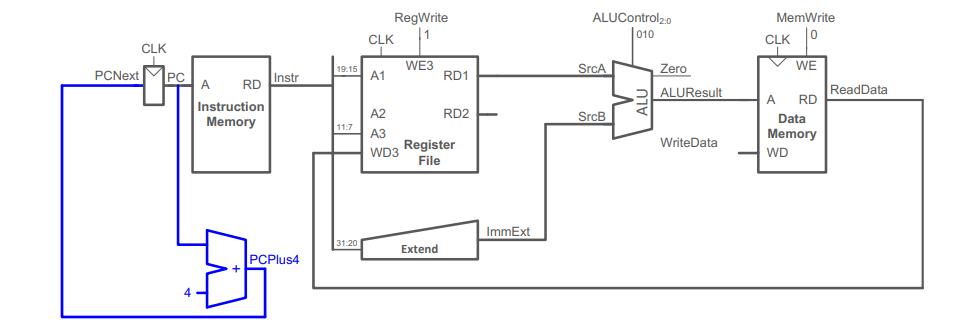 RegWrite
ALUControl2:0
MemWrite
CLK
1
010
CLK
0
CLK
PCNext
PC
A
RD
Instr
Instruction
Memory
19:15
A1
WE3
RD1
A2
RD2
11:7
A3
WD3
Register
File
SrcA
Zero
ALU
ALUResult
SrcB
WriteData
WE
A
RD
ReadData
Data
Memory
WD
31:20
Extend
ImmExt
+
PCPlus4
4